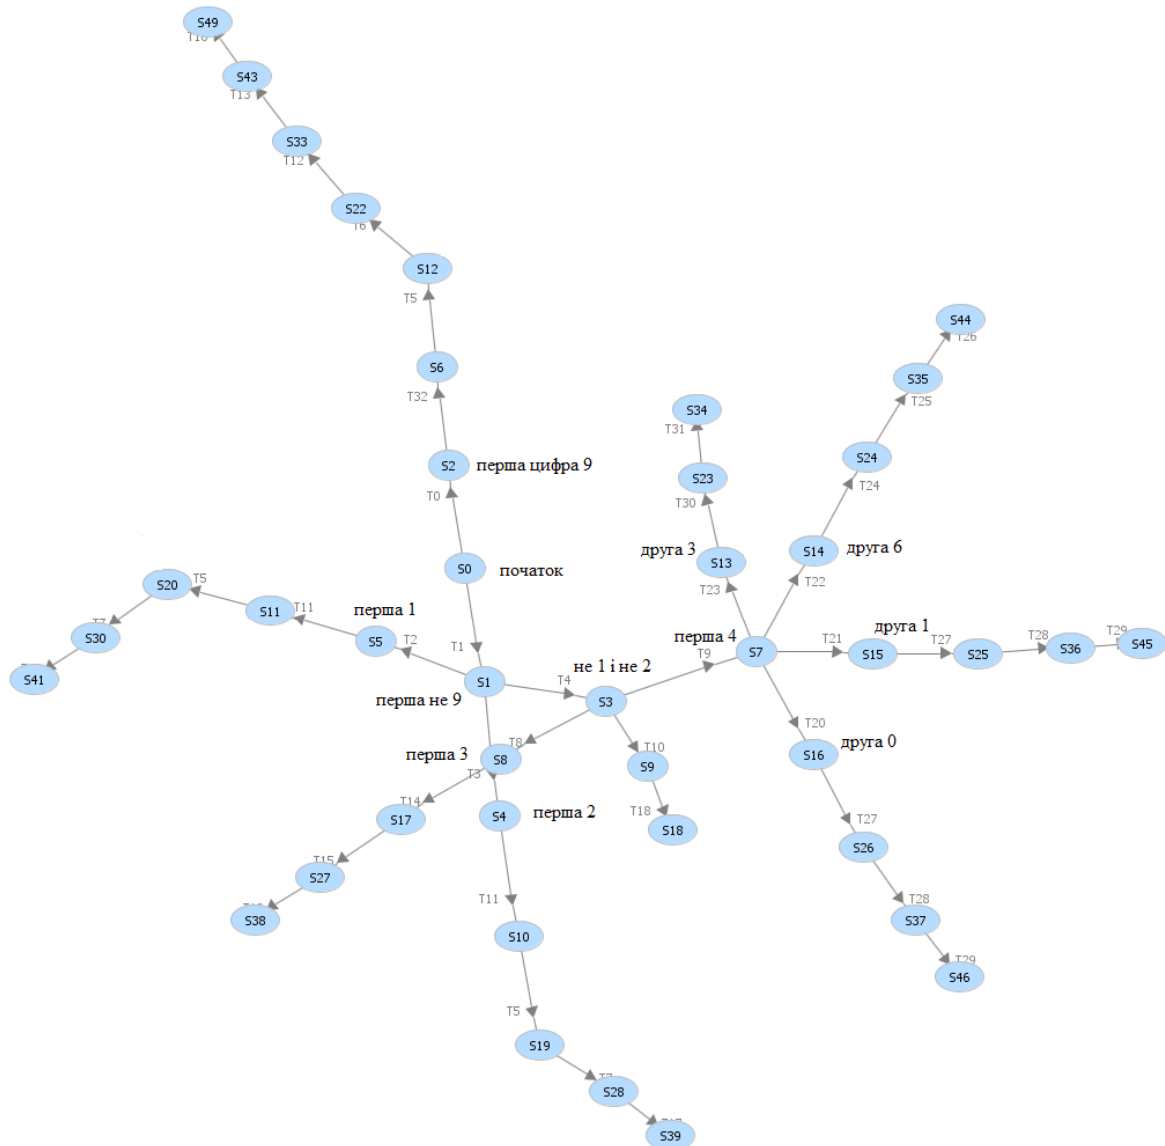 S49
S43
T13
S33
T12
S22
T6
S12
T5
S44
T26
S6
S35
T32
T25
S34
T31
S24
S2
перша цифра 9
S23
T24
T0
T30
S14
друга 6
друга 3
S13
S0
початок
T22
S20
T5
T23
S11
T11
перша 1
друга 1
S30
S5
T2
T1
не 1 і не 2
перша 4
T9
S7
T21
S15
T27
S25
T28
S36
T29
S45
S41
S1
T4
S3
перша не 9
T20
перша 3
S8
T8
T10
S9
S16
друга 0
T3
T14
S17
S4
перша 2
T18
S18
T27
T15
S27
S26
T11
T28
S38
S10
S37
T29
S46
T5
S19
S28
S39